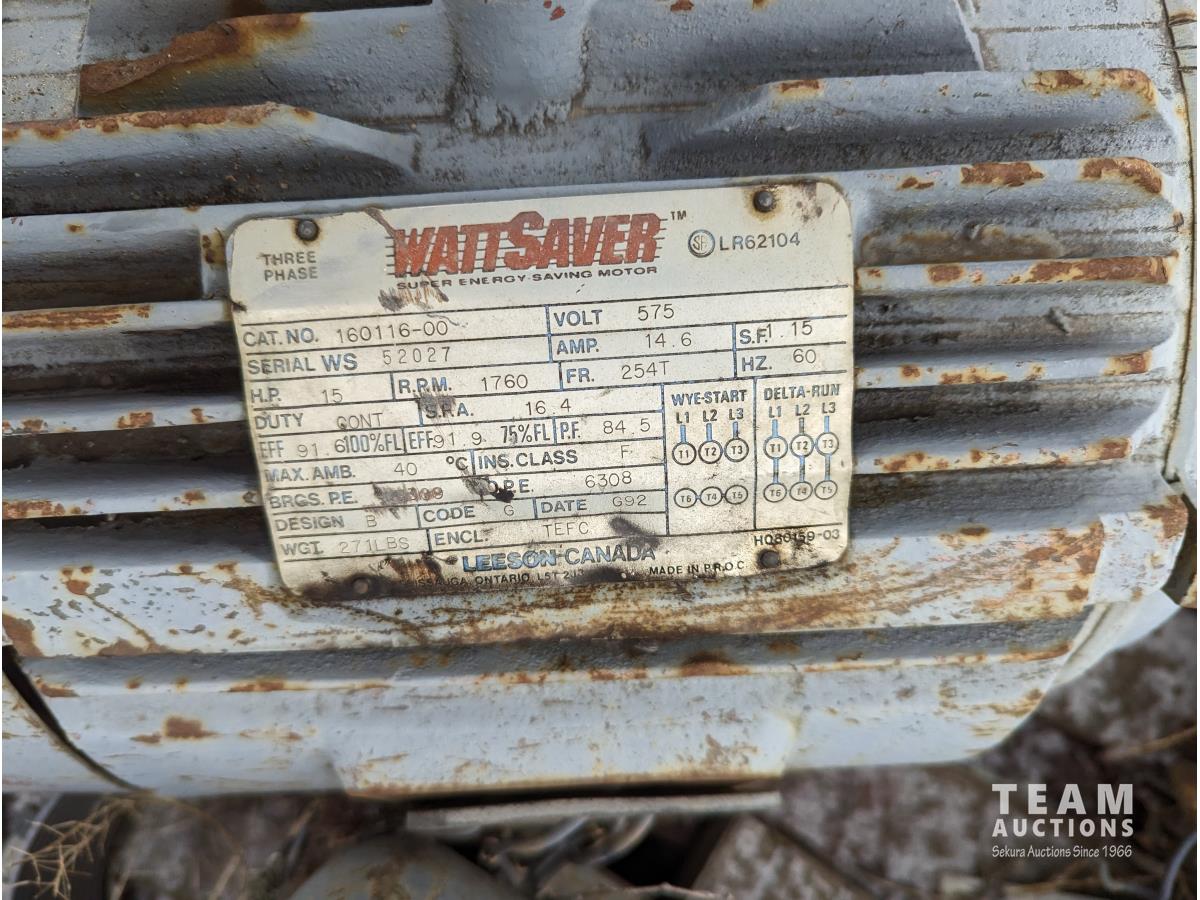 THREE PHASE
WATTSAVER™
SUPER ENERGY-SAVING MOTOR
LR62104
CAT. NO. 160116-00 VOLT 575
SERIAL WS 52027 AMP. 14.6 S.F. 1.15
H.P. 15 R.P.M. 1760 FR. 254T HZ. 60
DUTY CONT S.F.A. 16.4
EFF 91.6 100%FL EFF 91.9 75%FL P.F. 84.5
MAX. AMB. 40 °C INS. CLASS F
BRGS. P.E. O.P.E. 6308
DESIGN B CODE G DATE G92
WGT. 271LBS ENCL. TEFC
WYE-START DELTA-RUN
L1 L2 L3 L1 L2 L3
T1 T2 T3 T1 T2 T3
T6 T4 T5 T6 T4 T5
LEESON CANADA H080159-03
ONTARIO, L5T MADE IN P.R.O.C
TEAM
AUCTIONS
Sekura Auctions Since 1966